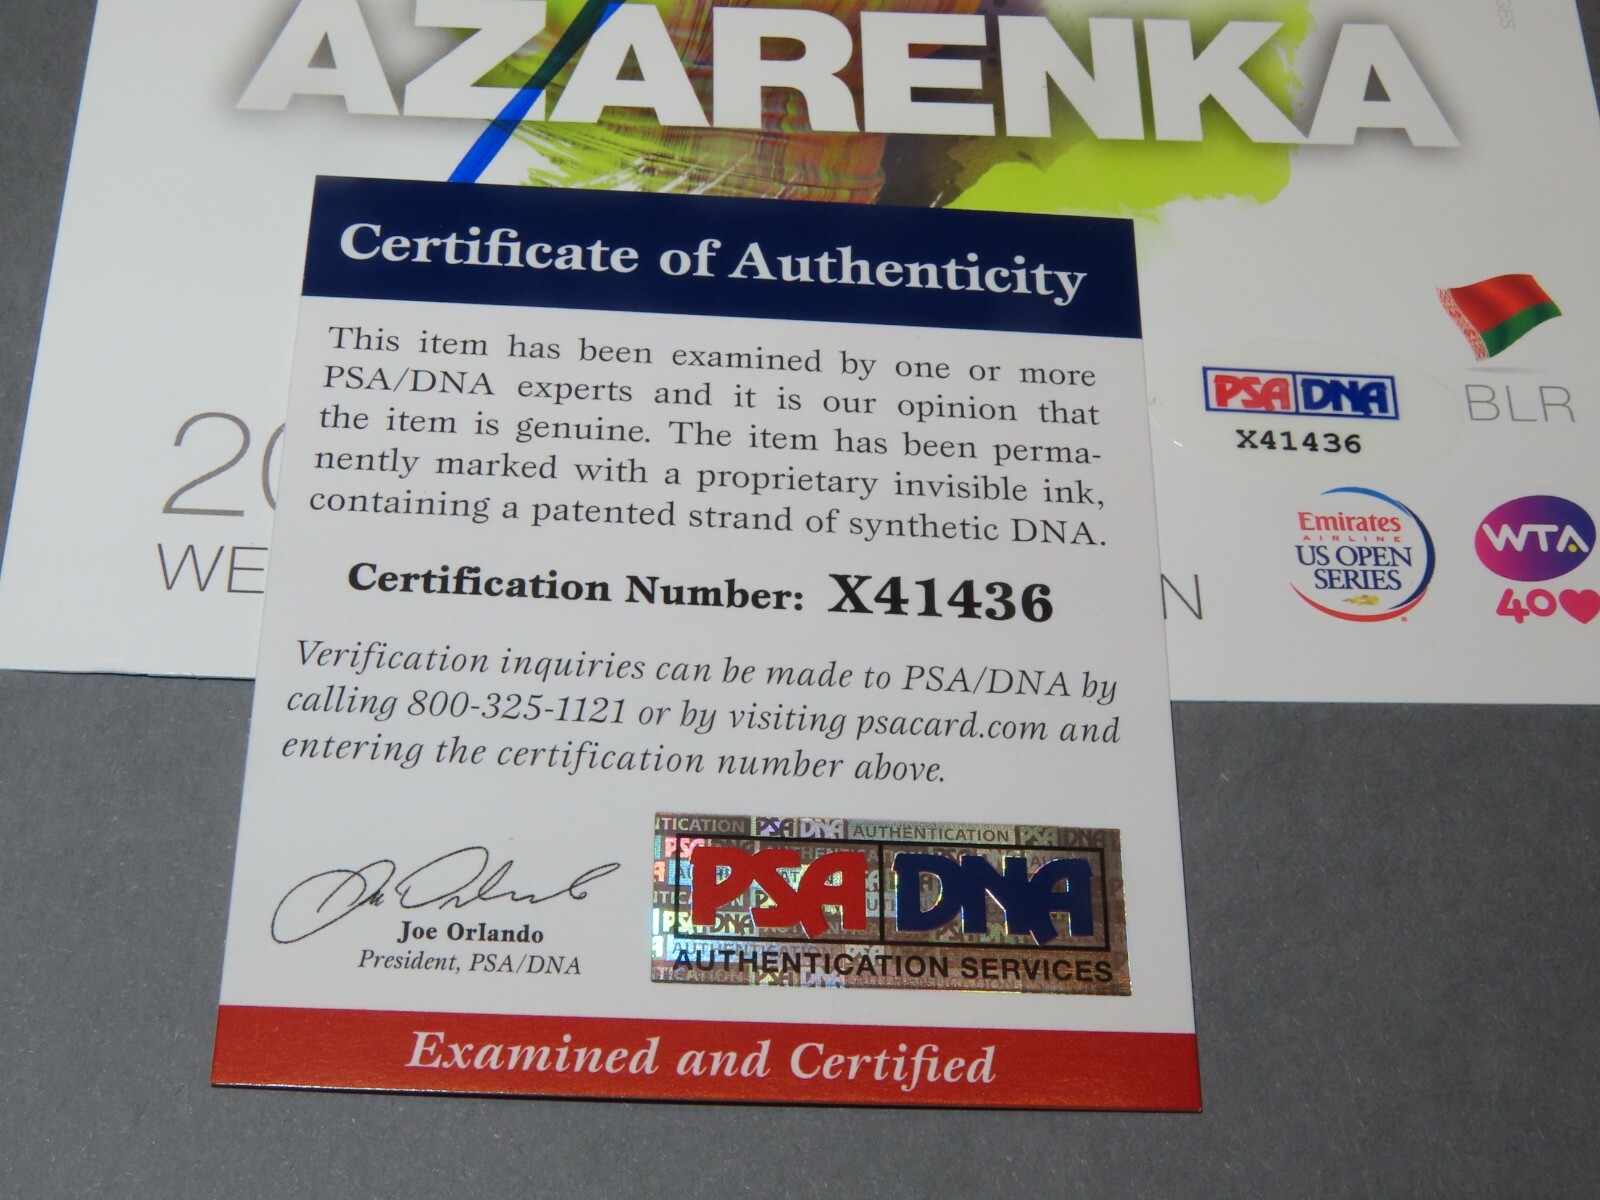 AZARENKA
Certificate of Authenticity
This item has been examined by one or more
PSA/DNA experts and it is our opinion that
the item is genuine. The item has been perma-
nently marked with a proprietary invisible ink,
containing a patented strand of synthetic DNA.
Certification Number: X41436
Verification inquiries can be made to PSA/DNA by
calling 800-325-1121 or by visiting psacard.com and
entering the certification number above.
Joe Orlando
President, PSA/DNA
PSA DNA
AUTHENTICATION SERVICES
Examined and Certified
PSA DNA
X41436
BLR
Emirates
AIRLINE
US OPEN
SERIES
WTA
40